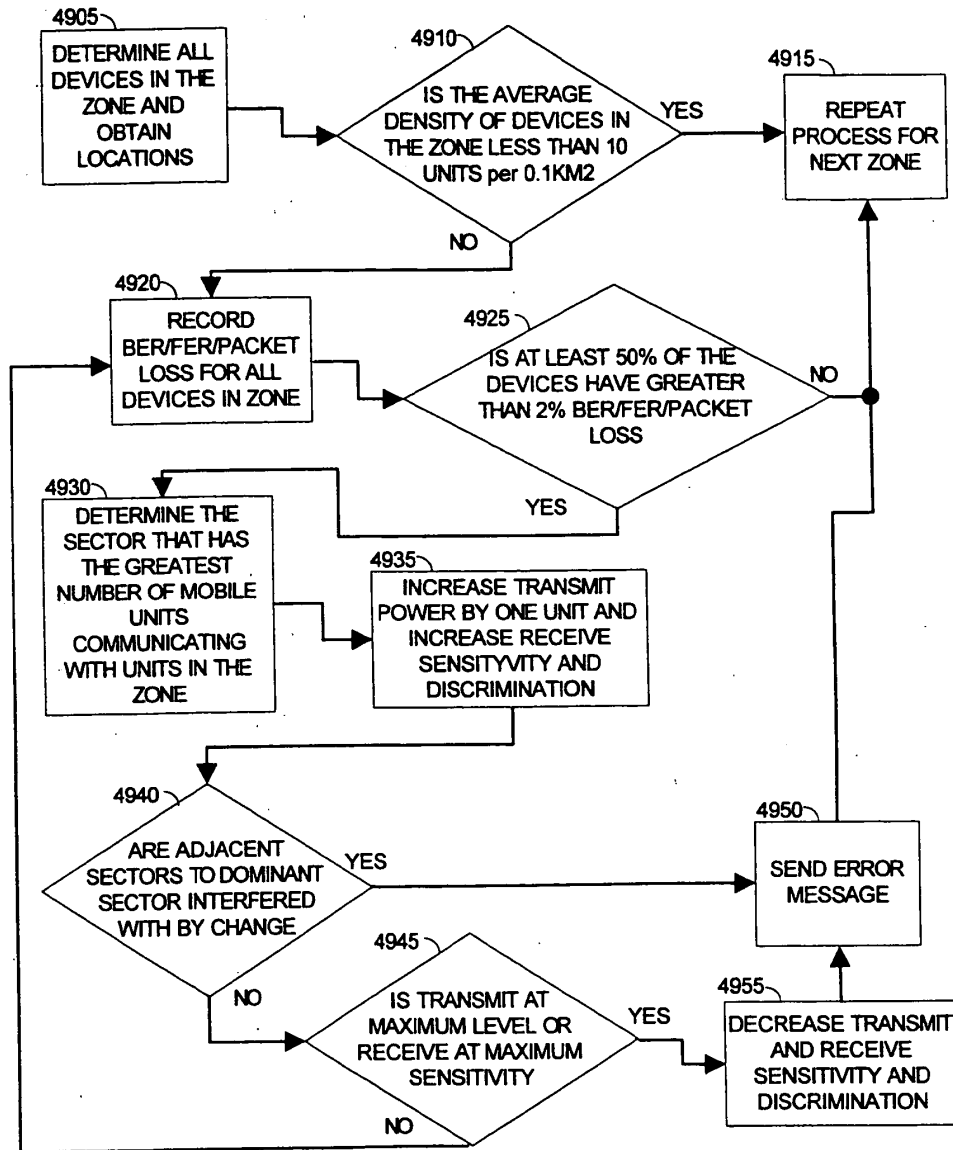 4905
DETERMINE ALL
DEVICES IN THE
ZONE AND
OBTAIN
LOCATIONS
4910
IS THE AVERAGE
DENSITY OF DEVICES IN
THE ZONE LESS THAN 10
UNITS per 0.1KM2
YES
NO
4915
REPEAT
PROCESS FOR
NEXT ZONE
4920
RECORD
BER/FER/PACKET
LOSS FOR ALL
DEVICES IN ZONE
4925
IS AT LEAST 50% OF THE
DEVICES HAVE GREATER
THAN 2% BER/FER/PACKET
LOSS
NO
YES
4930
DETERMINE THE
SECTOR THAT HAS
THE GREATEST
NUMBER OF MOBILE
UNITS
COMMUNICATING
WITH UNITS IN THE
ZONE
4935
INCREASE TRANSMIT
POWER BY ONE UNIT AND
INCREASE RECEIVE
SENSITYVITY AND
DISCRIMINATION
4940
ARE ADJACENT
SECTORS TO DOMINANT
SECTOR INTERFERED
WITH BY CHANGE
YES
NO
4950
SEND ERROR
MESSAGE
4945
IS TRANSMIT AT
MAXIMUM LEVEL OR
RECEIVE AT MAXIMUM
SENSITIVITY
YES
NO
4955
DECREASE TRANSMIT
AND RECEIVE
SENSITIVITY AND
DISCRIMINATION